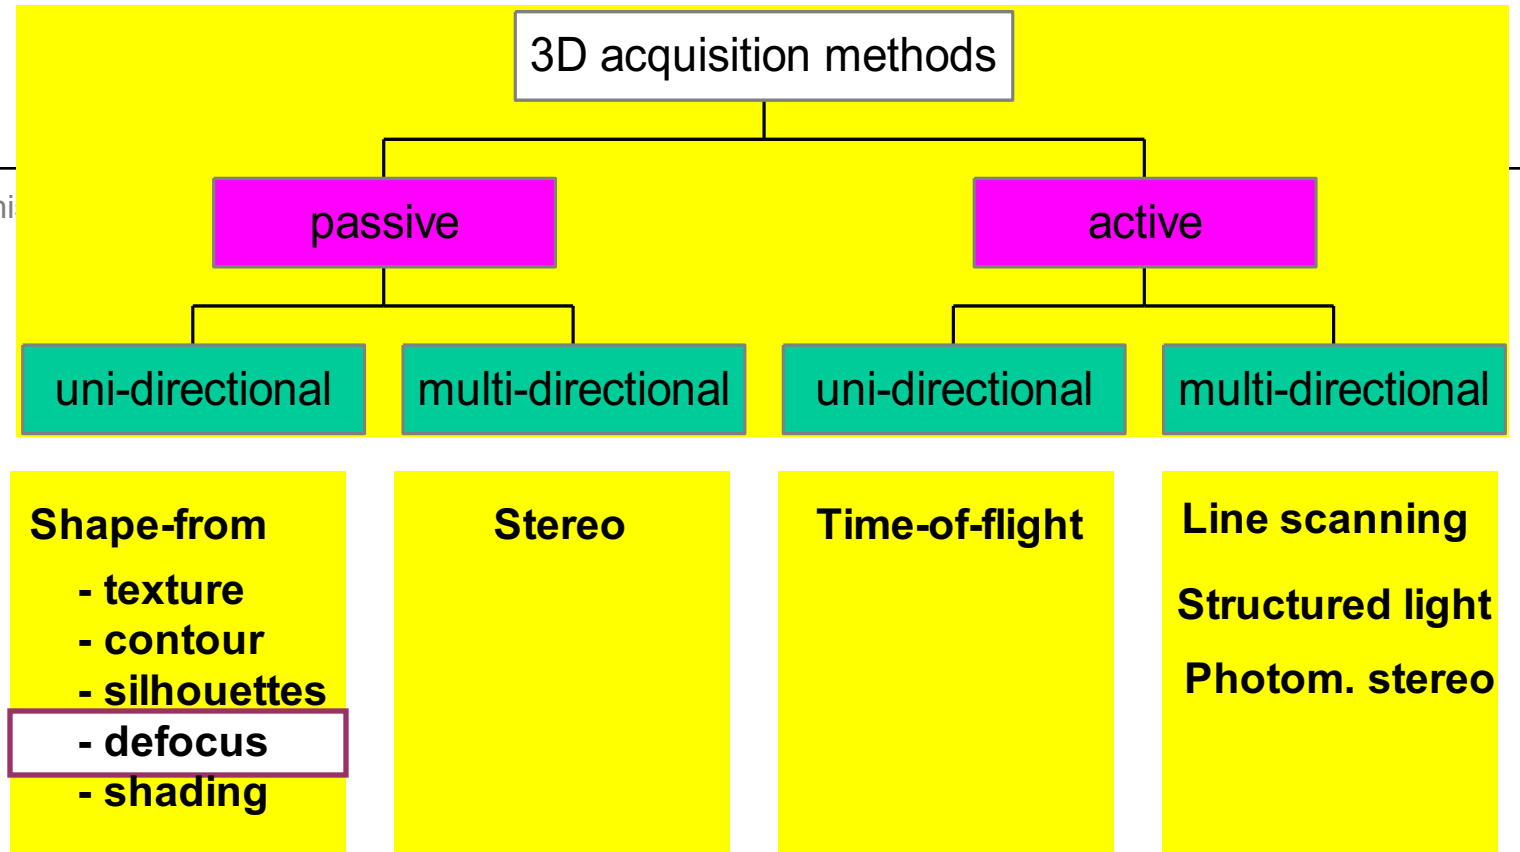 3D acquisition methods
passive
active
uni-directional
multi-directional
uni-directional
multi-directional
Shape-from
- texture
- contour
- silhouettes
- defocus
- shading
Stereo
Time-of-flight
Line scanning
Structured light
Photom. stereo